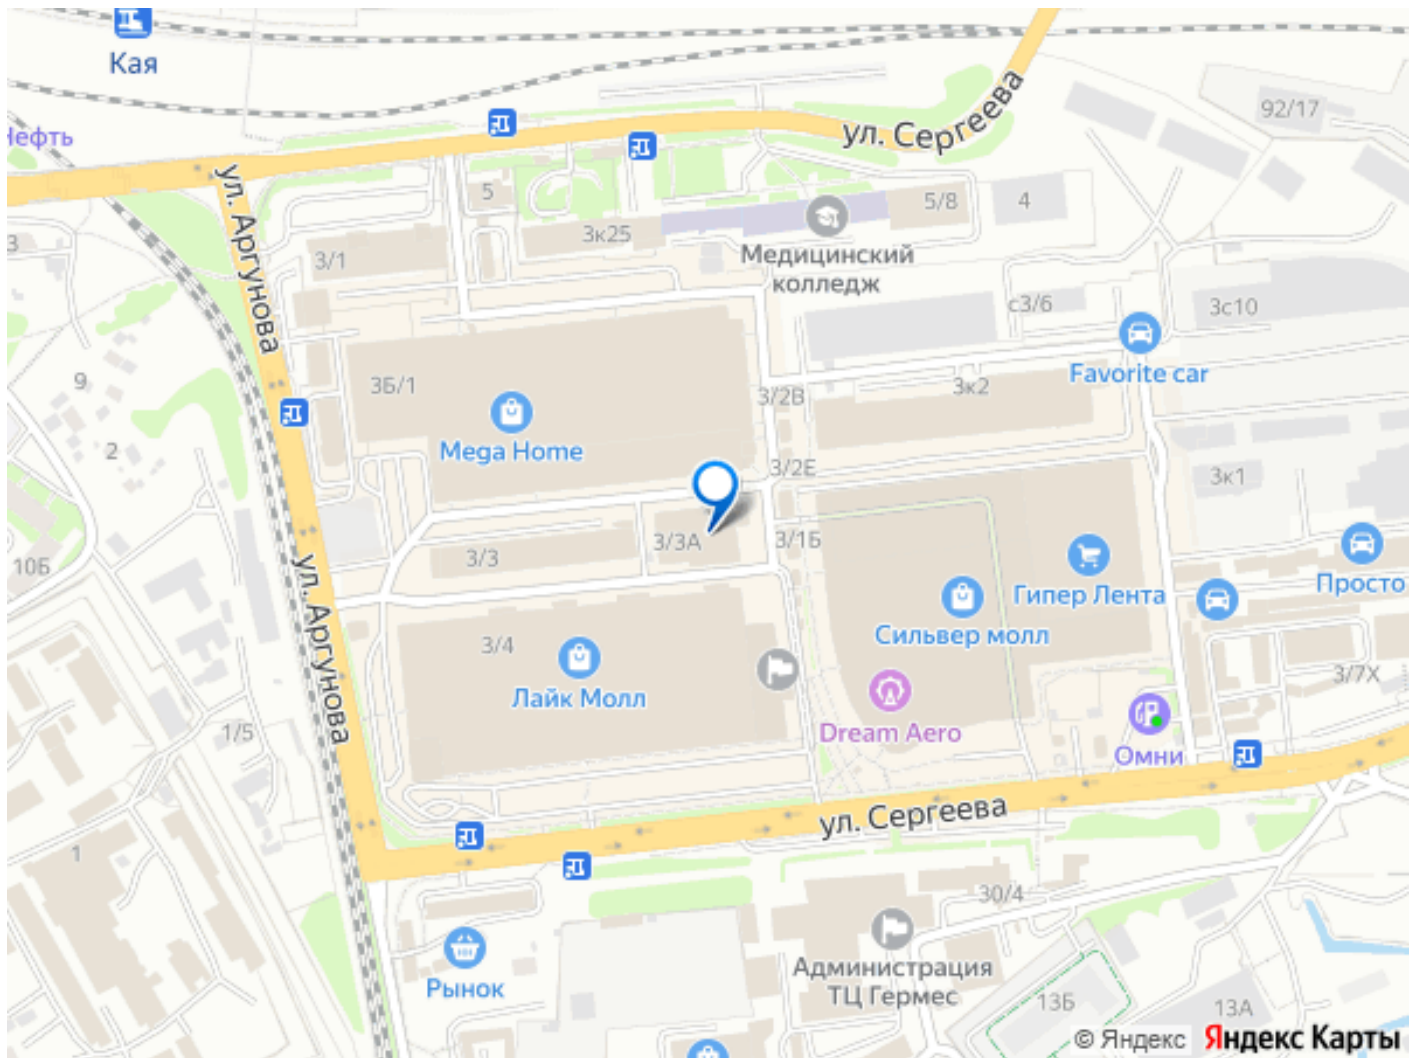 Кая
Нефть
ул. Сергеева
92/17
ул. Аргунова
5
5/8
4
3к25
3/1
Медицинский
колледж
3
с3/6
3с10
Favorite car
9
3Б/1
3/2В
3к2
2
Mega Home
3/2Е
3к1
10Б
3/3
3/3А
3/1Б
Гипер Лента
Просто
Сильвер молл
ул. Аргунова
3/4
Лайк Молл
3/7Х
1/5
Dream Aero
Омни
ул. Сергеева
1
30/4
Рынок
Администрация
ТЦ Гермес
13Б
13А
© Яндекс Яндекс Карты